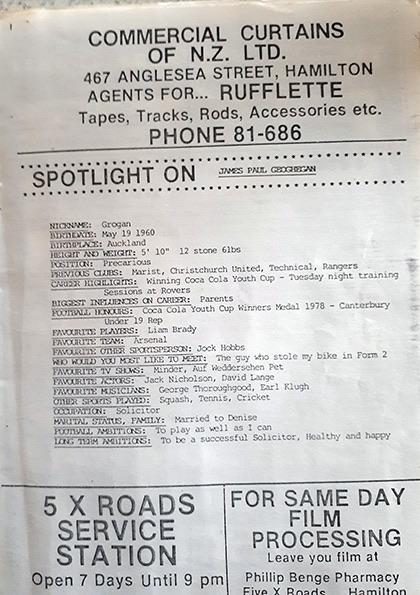 COMMERCIAL CURTAINS
OF N.Z. LTD.
467 ANGLESEA STREET, HAMILTON
AGENTS FOR... RUFFLETTE
Tapes, Tracks, Rods, Accessories etc.
PHONE 81-686
SPOTLIGHT ON JAMES PAUL GEOGHEGAN
NICKNAME: Grogan
BIRTHDATE: May 19 1960
BIRTHPLACE: Auckland
HEIGHT AND WEIGHT: 5' 10" 12 stone 6lbs
POSITION: Precarious
PREVIOUS CLUBS: Marist, Christchurch United, Technical, Rangers
CAREER HIGHLIGHTS: Winning Coca Cola Youth Cup - Tuesday night training
Sessions at Rovers
BIGGEST INFLUENCES ON CAREER: Parents
FOOTBALL HONOURS: Coca Cola Youth Cup Winners Medal 1978 - Canterbury
Under 19 Rep
FAVOURITE PLAYERS: Liam Brady
FAVOURITE TEAM: Arsenal
FAVOURITE OTHER SPORTSPERSON: Jock Hobbs
WHO WOULD YOU MOST LIKE TO MEET: The guy who stole my bike in Form 2
FAVOURITE TV SHOWS: Minder, Auf Weddersehen Pet
FAVOURITE ACTORS: Jack Nicholson, David Lange
FAVOURITE MUSICIANS: George Thoroughgood, Earl Klugh
OTHER SPORTS PLAYED: Squash, Tennis, Cricket
OCCUPATION: Solicitor
MARITAL STATUS, FAMILY: Married to Denise
FOOTBALL AMBITIONS: To play as well as I can
LONG TERM AMBITIONS: To be a successful Solicitor, Healthy and happy
5 X ROADS
SERVICE
STATION
Open 7 Days Until 9 pm
FOR SAME DAY
FILM
PROCESSING
Leave you film at
Phillip Benge Pharmacy
Five X Roads Hamilton